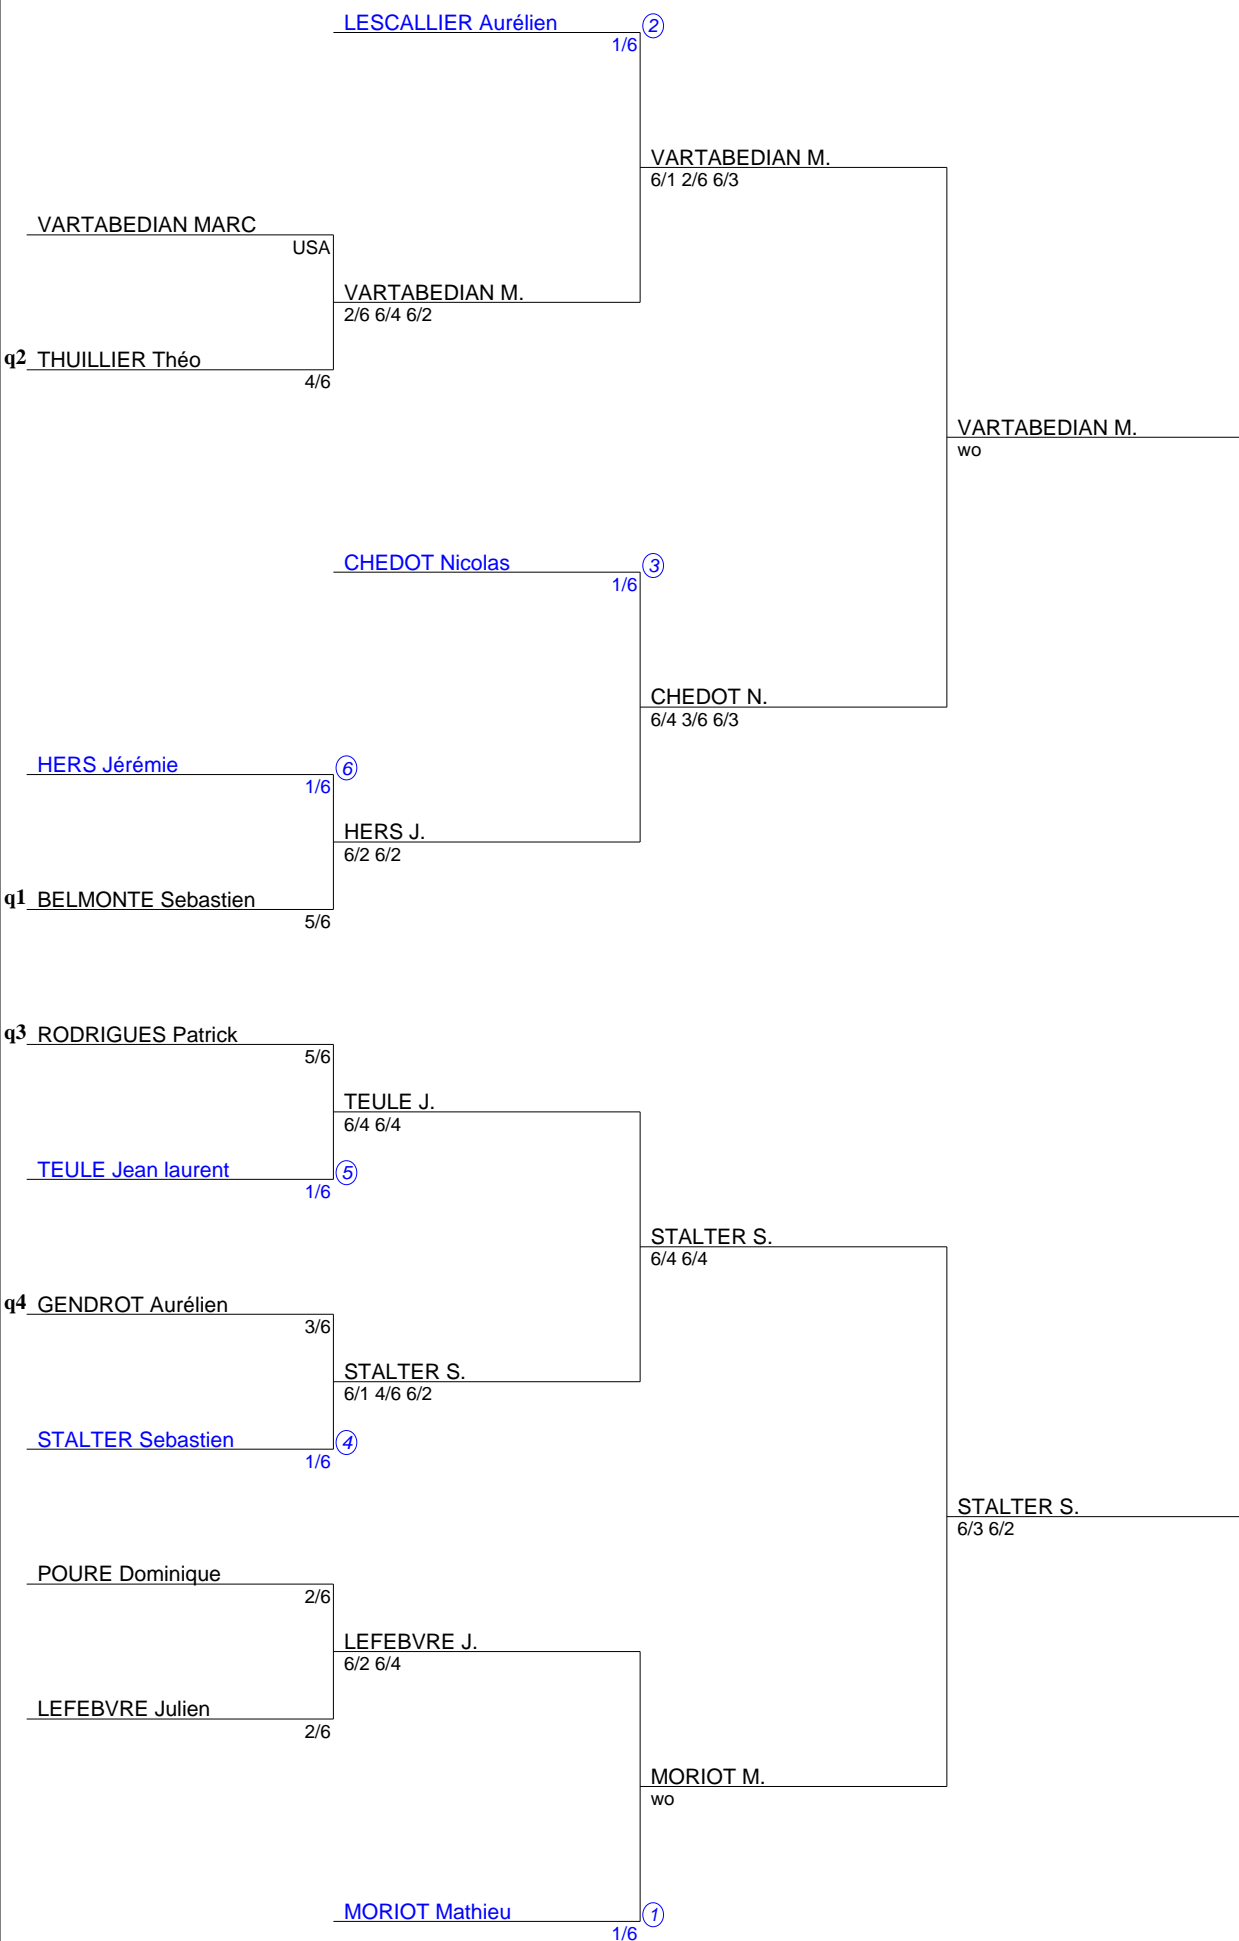 LESCALLIER Aurélien 2
1/6
VARTABEDIAN M.
6/1 2/6 6/3
VARTABEDIAN MARC
USA
VARTABEDIAN M.
2/6 6/4 6/2
q2 THUILLIER Théo
4/6
VARTABEDIAN M.
wo
CHEDOT Nicolas 3
1/6
CHEDOT N.
6/4 3/6 6/3
HERS Jérémie 6
1/6
HERS J.
6/2 6/2
q1 BELMONTE Sebastien
5/6
q3 RODRIGUES Patrick
5/6
TEULE J.
6/4 6/4
TEULE Jean laurent 5
1/6
STALTER S.
6/4 6/4
q4 GENDROT Aurélien
3/6
STALTER S.
6/1 4/6 6/2
STALTER Sebastien 4
1/6
STALTER S.
6/3 6/2
POURE Dominique
2/6
LEFEBVRE J.
6/2 6/4
LEFEBVRE Julien
2/6
MORIOT M.
wo
MORIOT Mathieu 1
1/6